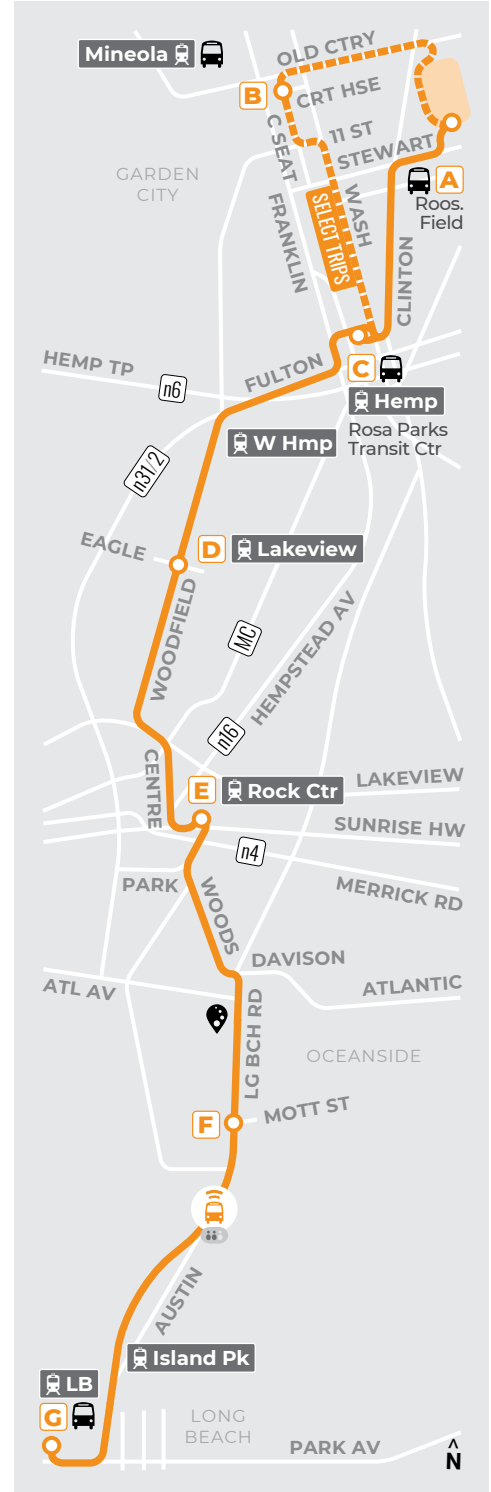 Mineola
OLD CTRY
B
CRT HSE
11 ST
C SEAT
STEWART
GARDEN
CITY
A
Roos.
Field
WASH
SELECT TRIPS
FRANKLIN
CLINTON
HEMP TP
FULTON
C
n6
Hemp
Rosa Parks
Transit Ctr
W Hmp
n31/2
EAGLE
D
Lakeview
WOODFIELD
MC
HEMPSTEAD AV
n16
CENTRE
E
Rock Ctr
LAKEVIEW
SUNRISE HW
n4
PARK
WOODS
MERRICK RD
DAVISON
ATL AV
ATLANTIC
LG BCH RD
OCEANSIDE
MOTT ST
F
AUSTIN
Island Pk
LB
G
LONG
BEACH
PARK AV
N